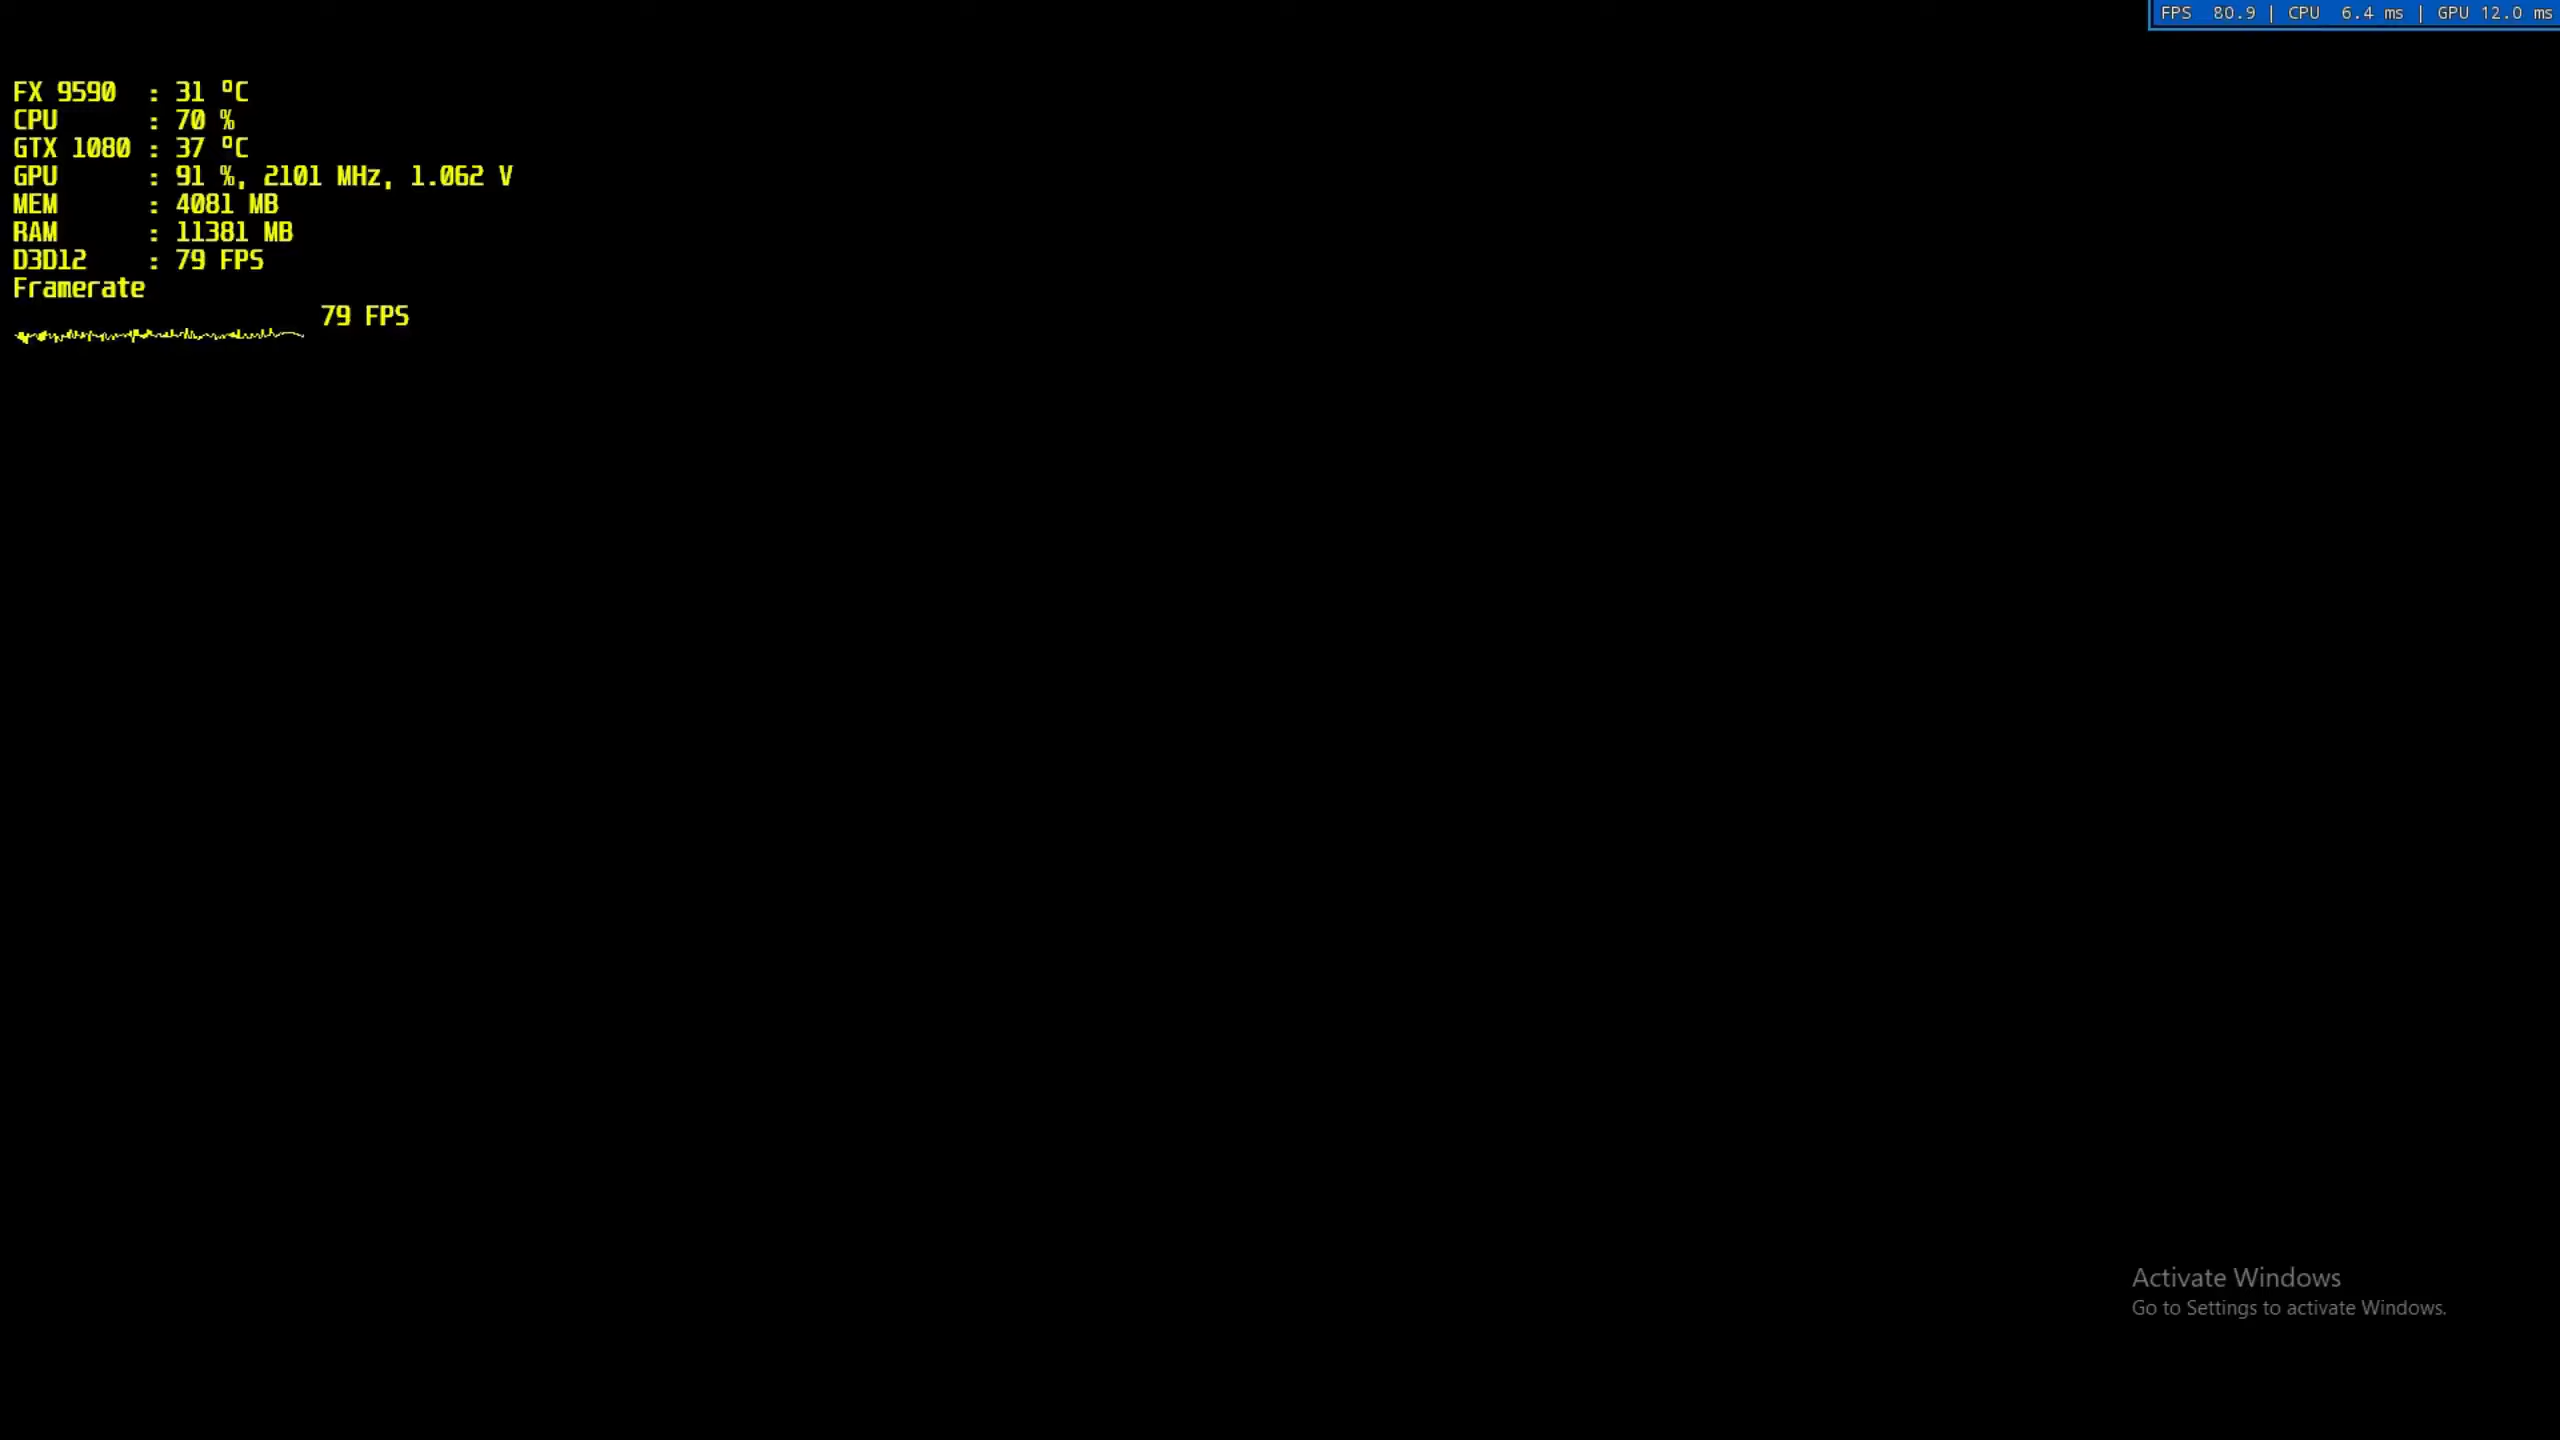 FPS 80.9 | CPU 6.4 ms | GPU 12.0 ms
FX 9590 : 31 ºC
CPU : 70 %
GTX 1080 : 37 ºC
GPU : 91 %, 2101 MHz, 1.062 V
MEM : 4081 MB
RAM : 11381 MB
D3D12 : 79 FPS
Framerate
79 FPS
Activate Windows
Go to Settings to activate Windows.